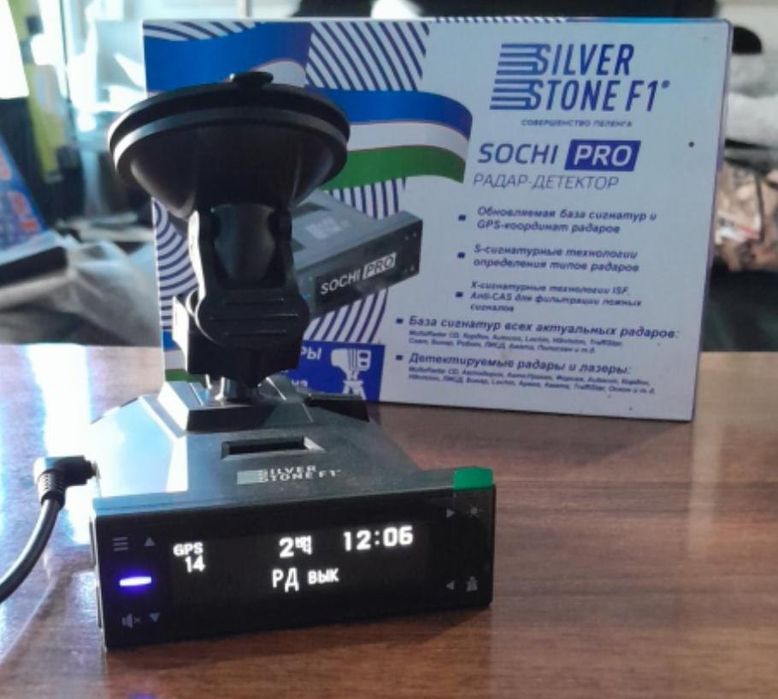 SILVER
STONE F1®
СОВЕРШЕНСТВО ПЕЛЕНГА
SOCHI PRO
РАДАР-ДЕТЕКТОР
Обновляемая база сигнатур и
GPS-координат радаров
S-сигнатурные технологии
определения типов радаров
X-сигнатурные технологии ISF,
Anti-CAS для фильтрации ложных
сигналов
База сигнатур всех актуальных радаров:
Детектируемые радары и лазеры:
SOCHI PRO
SILVER
STONE F1®
GPS
14
2
12:06
РД ВЫК